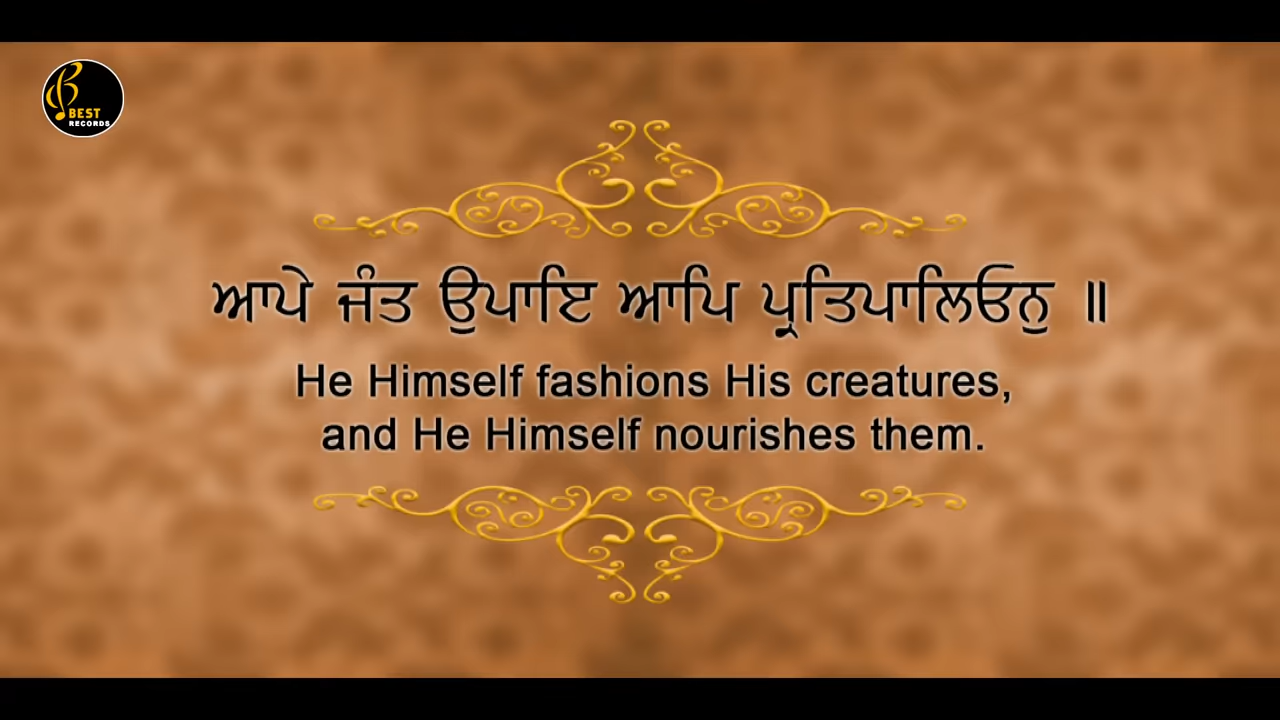 BEST
RECORDS
ਆਪੇ ਜੰਤ ਉਪਾਇ ਆਪਿ ਪ੍ਰਤਿਪਾਲਿਓਨੁ ॥
He Himself fashions His creatures,
and He Himself nourishes them.